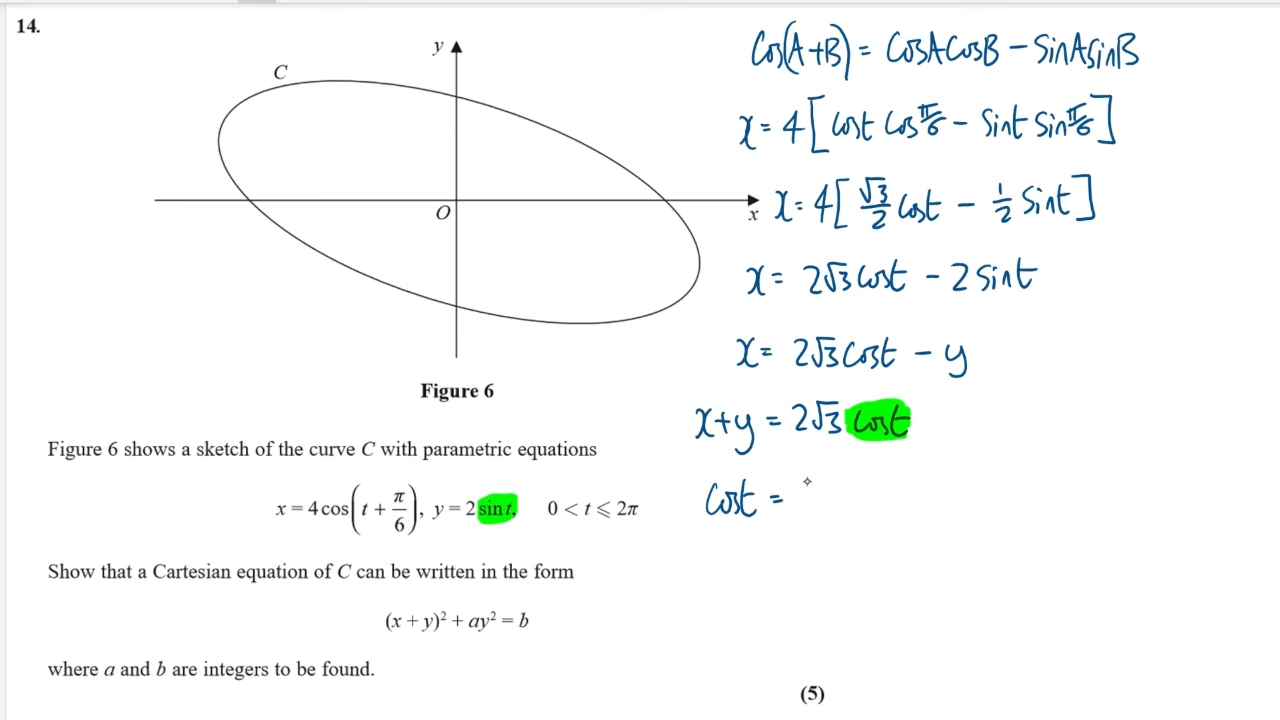 14.
y
C
O
x
Figure 6
Figure 6 shows a sketch of the curve C with parametric equations
x = 4cos(t + π/6), y = 2 sin t, 0 < t ⩽ 2π
Show that a Cartesian equation of C can be written in the form
(x + y)² + ay² = b
where a and b are integers to be found.
(5)
Cos(A+B) = CosACosB − SinASinB
x = 4[Cost Cos π/6 − Sint Sin π/6]
x = 4[√3/2 Cost − 1/2 Sint]
x = 2√3 Cost − 2 Sint
x = 2√3 Cost − y
x+y = 2√3 Cost
Cost =